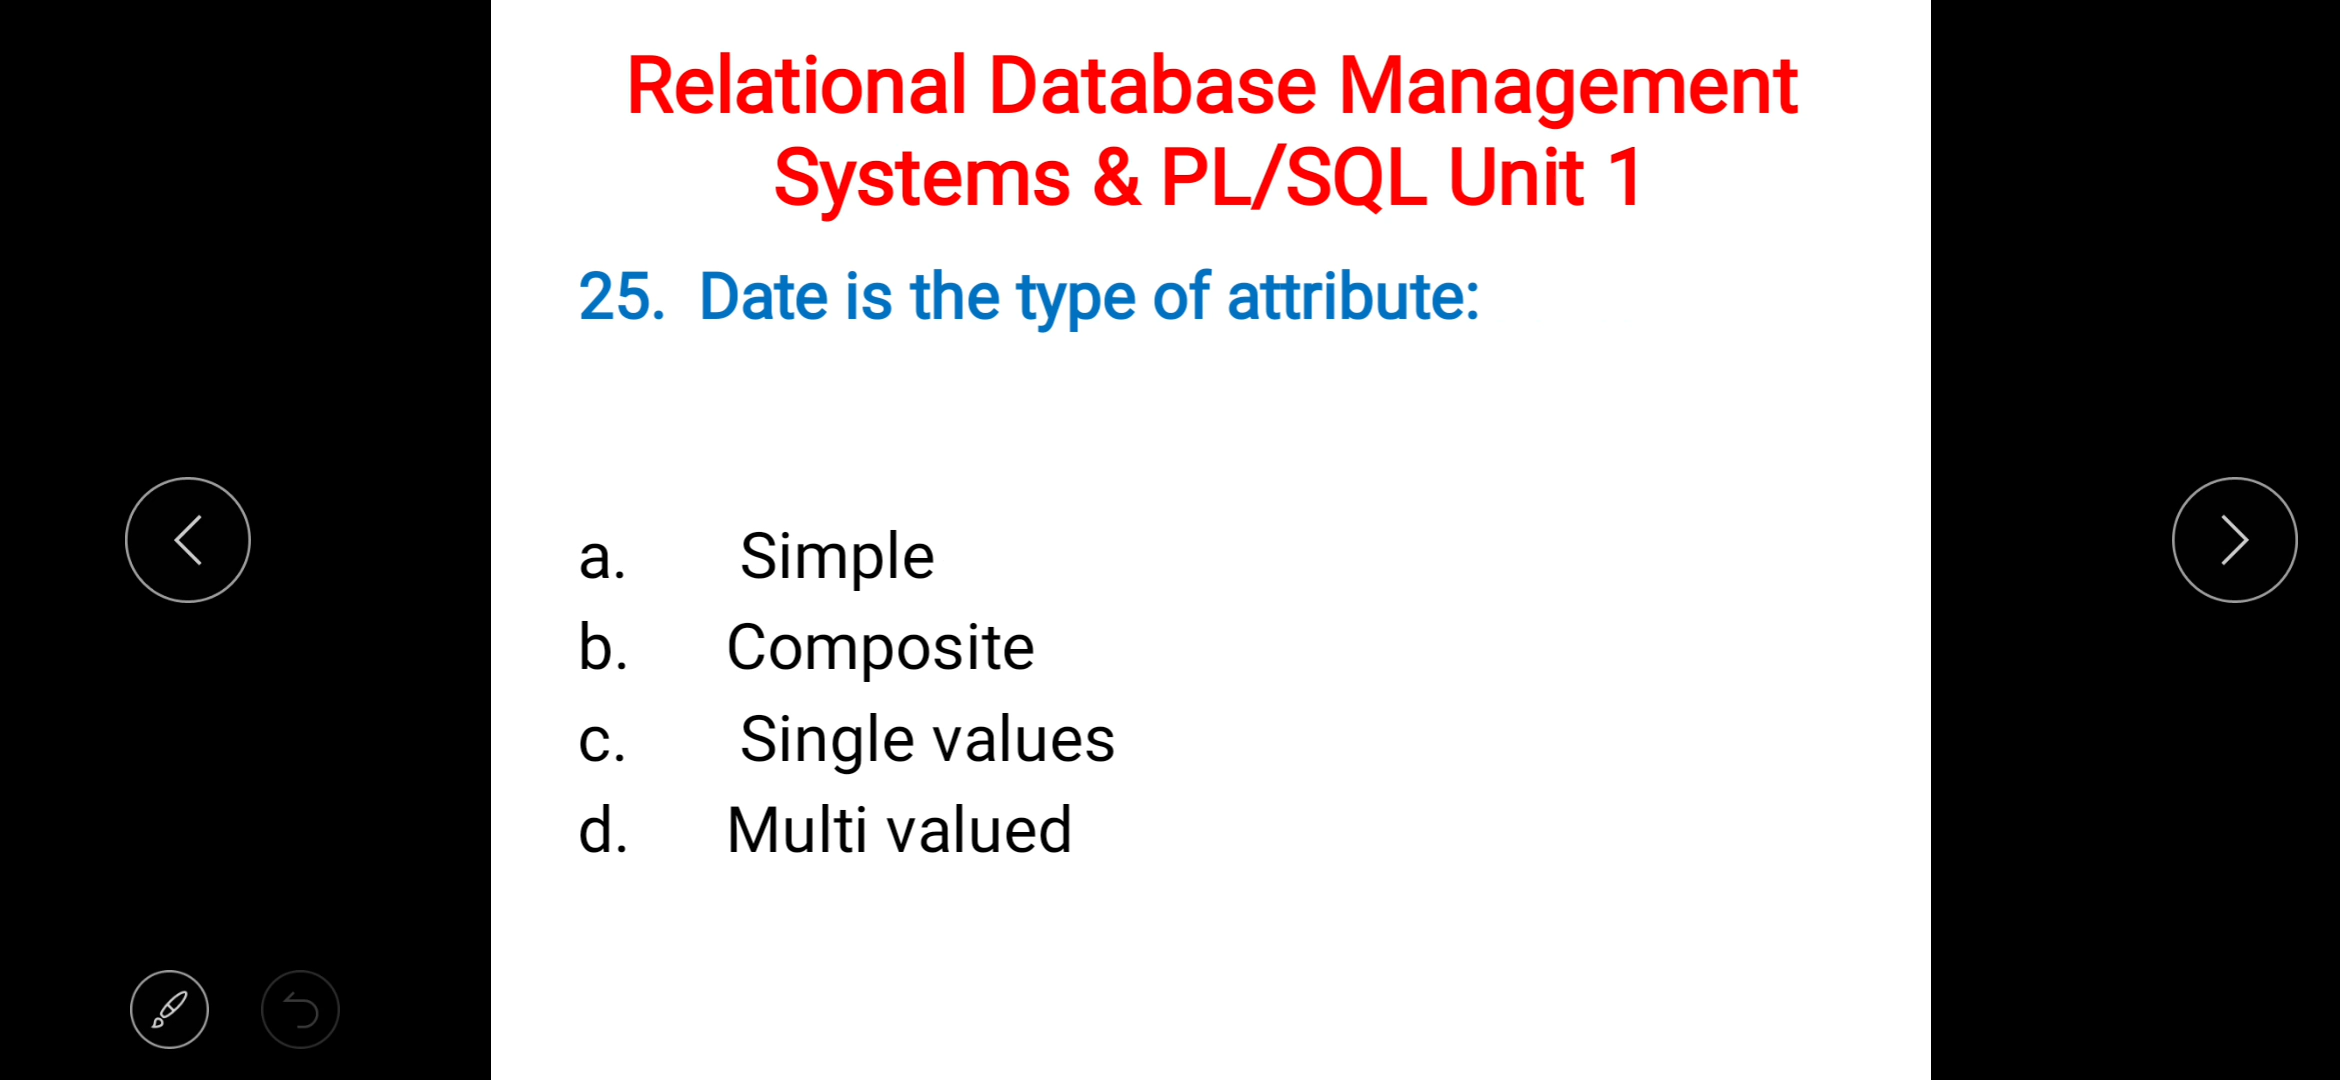 Relational Database Management
Systems & PL/SQL Unit 1
25. Date is the type of attribute:
a. Simple
b. Composite
c. Single values
d. Multi valued